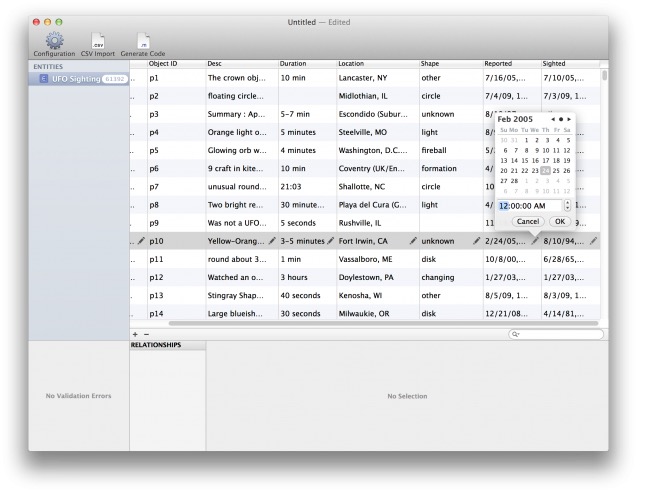 Untitled — Edited
Configuration CSV Import Generate Code
ENTITIES
E UFO Sighting 61392
Object ID Desc Duration Location Shape Reported Sighted
.. p1 The crown obj... 10 min Lancaster, NY other 7/16/05,... 7/10/05,...
.. p2 floating circle... Midlothian, IL circle 7/4/09, 1... 7/3/09, 1...
.. p3 Summary : Ap... 5-7 min Escondido (Subur... unknown
.. p4 Orange light o... 5 minutes Steelville, MO light
.. p5 Glowing orb w... 4 minutes Washington, D.C.... fireball
.. p6 9 craft in kite... 10 min Coventry (UK/En... formation
.. p7 unusual round... 21:03 Shallotte, NC circle
.. p8 Two bright re... 30 minute... Playa del Cura (G... light
.. p9 Was not a UFO... 5 seconds Rushville, IL
.. p10 Yellow-Orang... 3-5 minutes Fort Irwin, CA unknown 2/24/05,... 8/10/94,...
.. p11 round about 3... 1 min Vassalboro, ME disk 10/8/00,... 6/28/65,...
.. p12 Watched an o... 3 hours Doylestown, PA changing 1/27/03,... 1/27/03,...
.. p13 Stingray Shap... 40 seconds Kenosha, WI other 8/5/09, 1... 8/3/09, 1...
.. p14 Large blueish... 30 seconds Milwaukie, OR disk 12/21/08... 4/14/81,...
Feb 2005
Su Mo Tu We Th Fr Sa
30 31 1 2 3 4 5
6 7 8 9 10 11 12
13 14 15 16 17 18 19
20 21 22 23 24 25 26
27 28 1 2 3 4 5
6 7 8 9 10 11 12
12:00:00 AM
Cancel OK
+ −
RELATIONSHIPS
No Validation Errors
No Selection